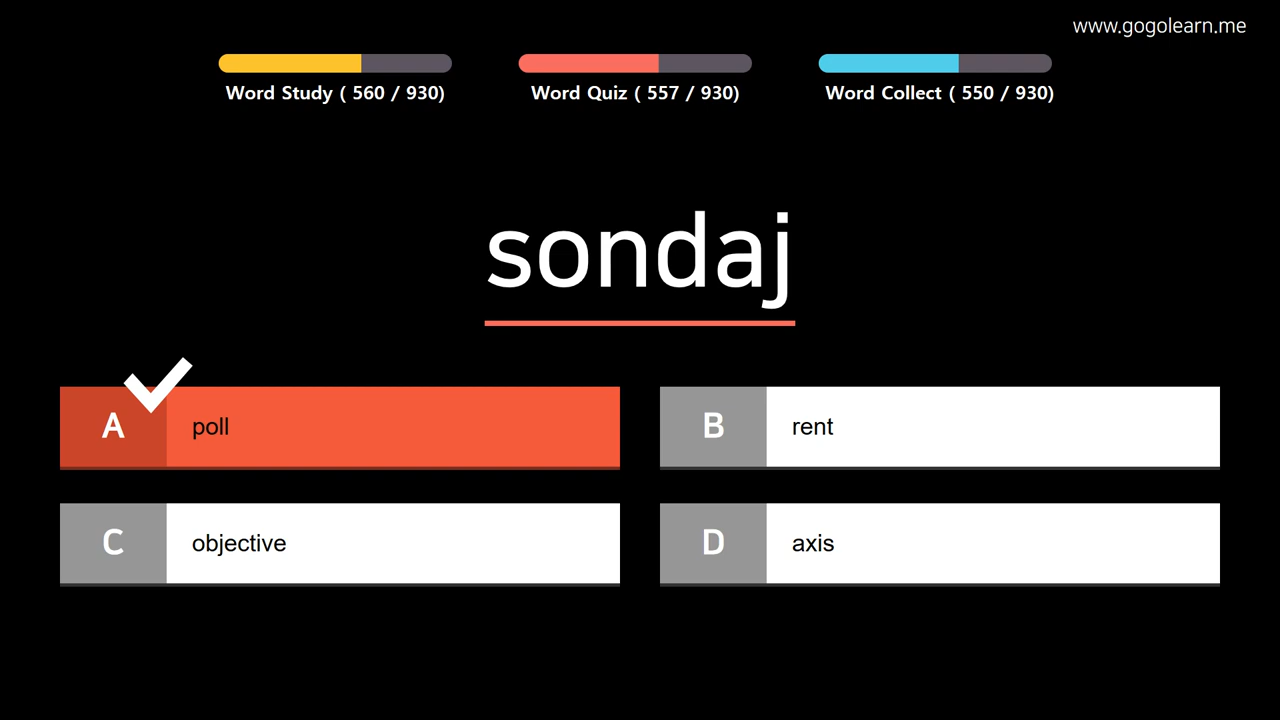 www.gogolearn.me
Word Study ( 560 / 930)
Word Quiz ( 557 / 930)
Word Collect ( 550 / 930)
sondaj
A poll
B rent
C objective
D axis